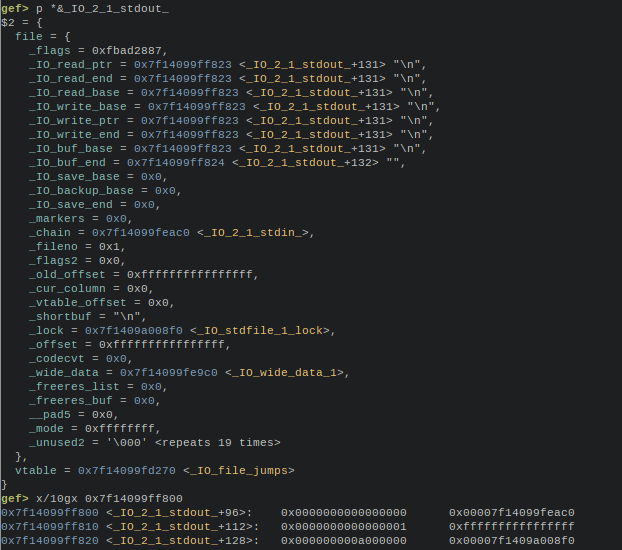 gef> p *&_IO_2_1_stdout_
$2 = {
  file = {
    _flags = 0xfbad2887,
    _IO_read_ptr = 0x7f14099ff823 <_IO_2_1_stdout_+131> "\n",
    _IO_read_end = 0x7f14099ff823 <_IO_2_1_stdout_+131> "\n",
    _IO_read_base = 0x7f14099ff823 <_IO_2_1_stdout_+131> "\n",
    _IO_write_base = 0x7f14099ff823 <_IO_2_1_stdout_+131> "\n",
    _IO_write_ptr = 0x7f14099ff823 <_IO_2_1_stdout_+131> "\n",
    _IO_write_end = 0x7f14099ff823 <_IO_2_1_stdout_+131> "\n",
    _IO_buf_base = 0x7f14099ff823 <_IO_2_1_stdout_+131> "\n",
    _IO_buf_end = 0x7f14099ff824 <_IO_2_1_stdout_+132> "",
    _IO_save_base = 0x0,
    _IO_backup_base = 0x0,
    _IO_save_end = 0x0,
    _markers = 0x0,
    _chain = 0x7f14099feac0 <_IO_2_1_stdin_>,
    _fileno = 0x1,
    _flags2 = 0x0,
    _old_offset = 0xffffffffffffffff,
    _cur_column = 0x0,
    _vtable_offset = 0x0,
    _shortbuf = "\n",
    _lock = 0x7f1409a008f0 <_IO_stdfile_1_lock>,
    _offset = 0xffffffffffffffff,
    _codecvt = 0x0,
    _wide_data = 0x7f14099fe9c0 <_IO_wide_data_1>,
    _freeres_list = 0x0,
    _freeres_buf = 0x0,
    __pad5 = 0x0,
    _mode = 0xffffffff,
    _unused2 = '\000' <repeats 19 times>
  },
  vtable = 0x7f14099fd270 <_IO_file_jumps>
}
gef> x/10gx 0x7f14099ff800
0x7f14099ff800 <_IO_2_1_stdout_+96>:    0x0000000000000000      0x00007f14099feac0
0x7f14099ff810 <_IO_2_1_stdout_+112>:   0x0000000000000001      0xffffffffffffffff
0x7f14099ff820 <_IO_2_1_stdout_+128>:   0x000000000a000000      0x00007f1409a008f0